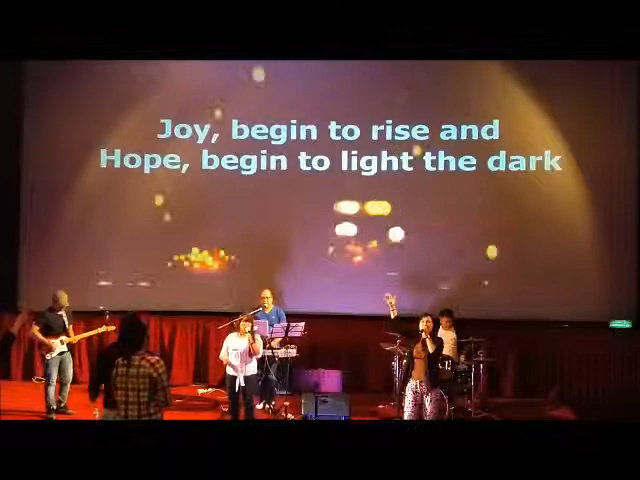 Joy, begin to rise and
Hope, begin to light the dark